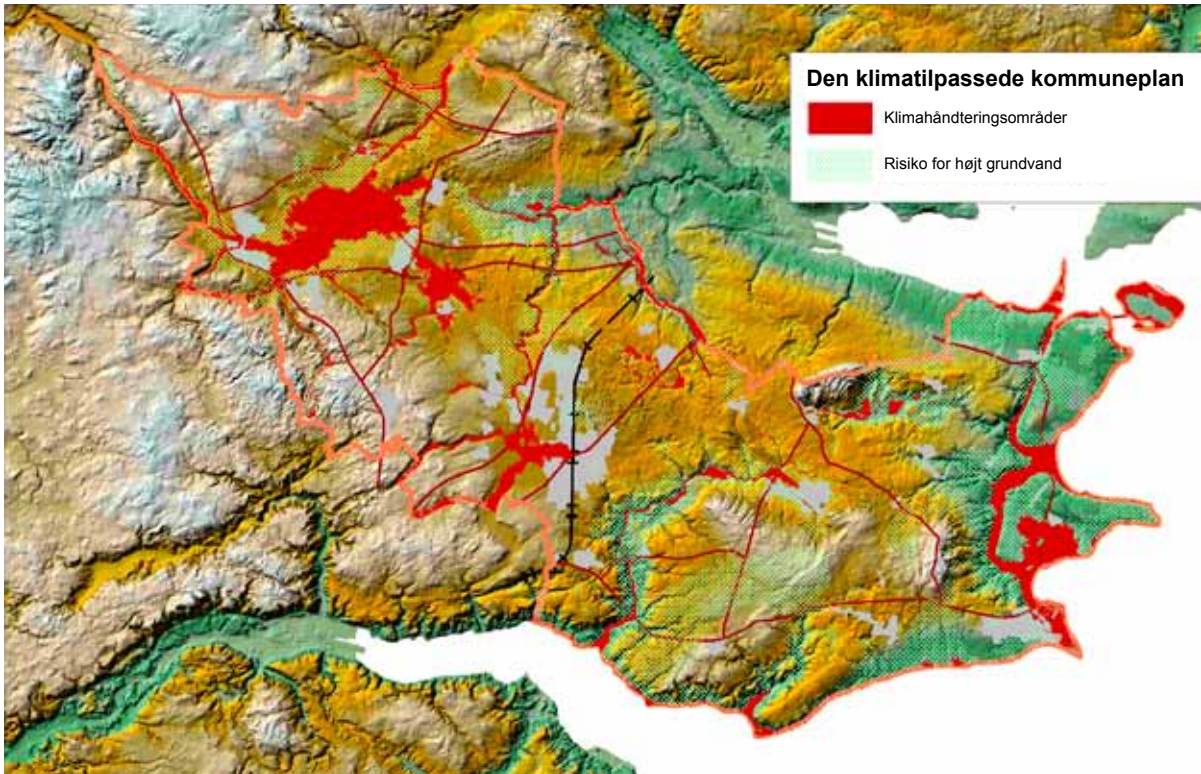 Den klimatilpassede kommuneplan
Klimahåndteringsområder
Risiko for højt grundvand